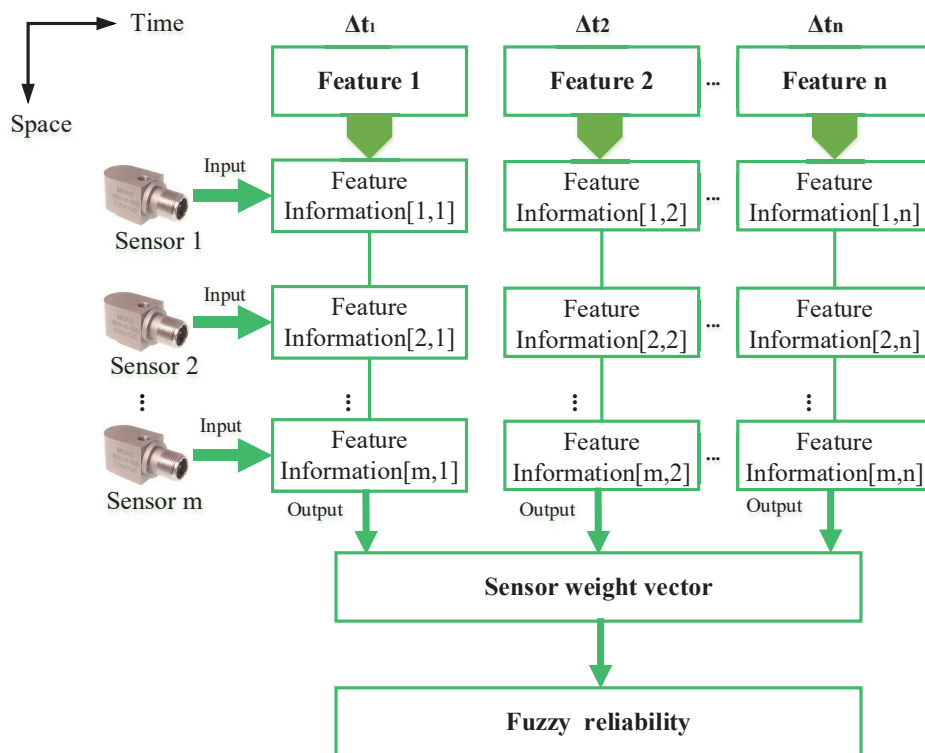 Time
Δt₁
Δt2
Δtn
Space
Feature 1
Feature 2
...
Feature n
Input
Sensor 1
Feature
Information[1,1]
Feature
Information[1,2]
...
Feature
Information[1,n]
Input
Sensor 2
Feature
Information[2,1]
Feature
Information[2,2]
...
Feature
Information[2,n]
...
...
...
...
Input
Sensor m
Feature
Information[m,1]
Feature
Information[m,2]
...
Feature
Information[m,n]
Output
Output
Output
Sensor weight vector
Fuzzy reliability